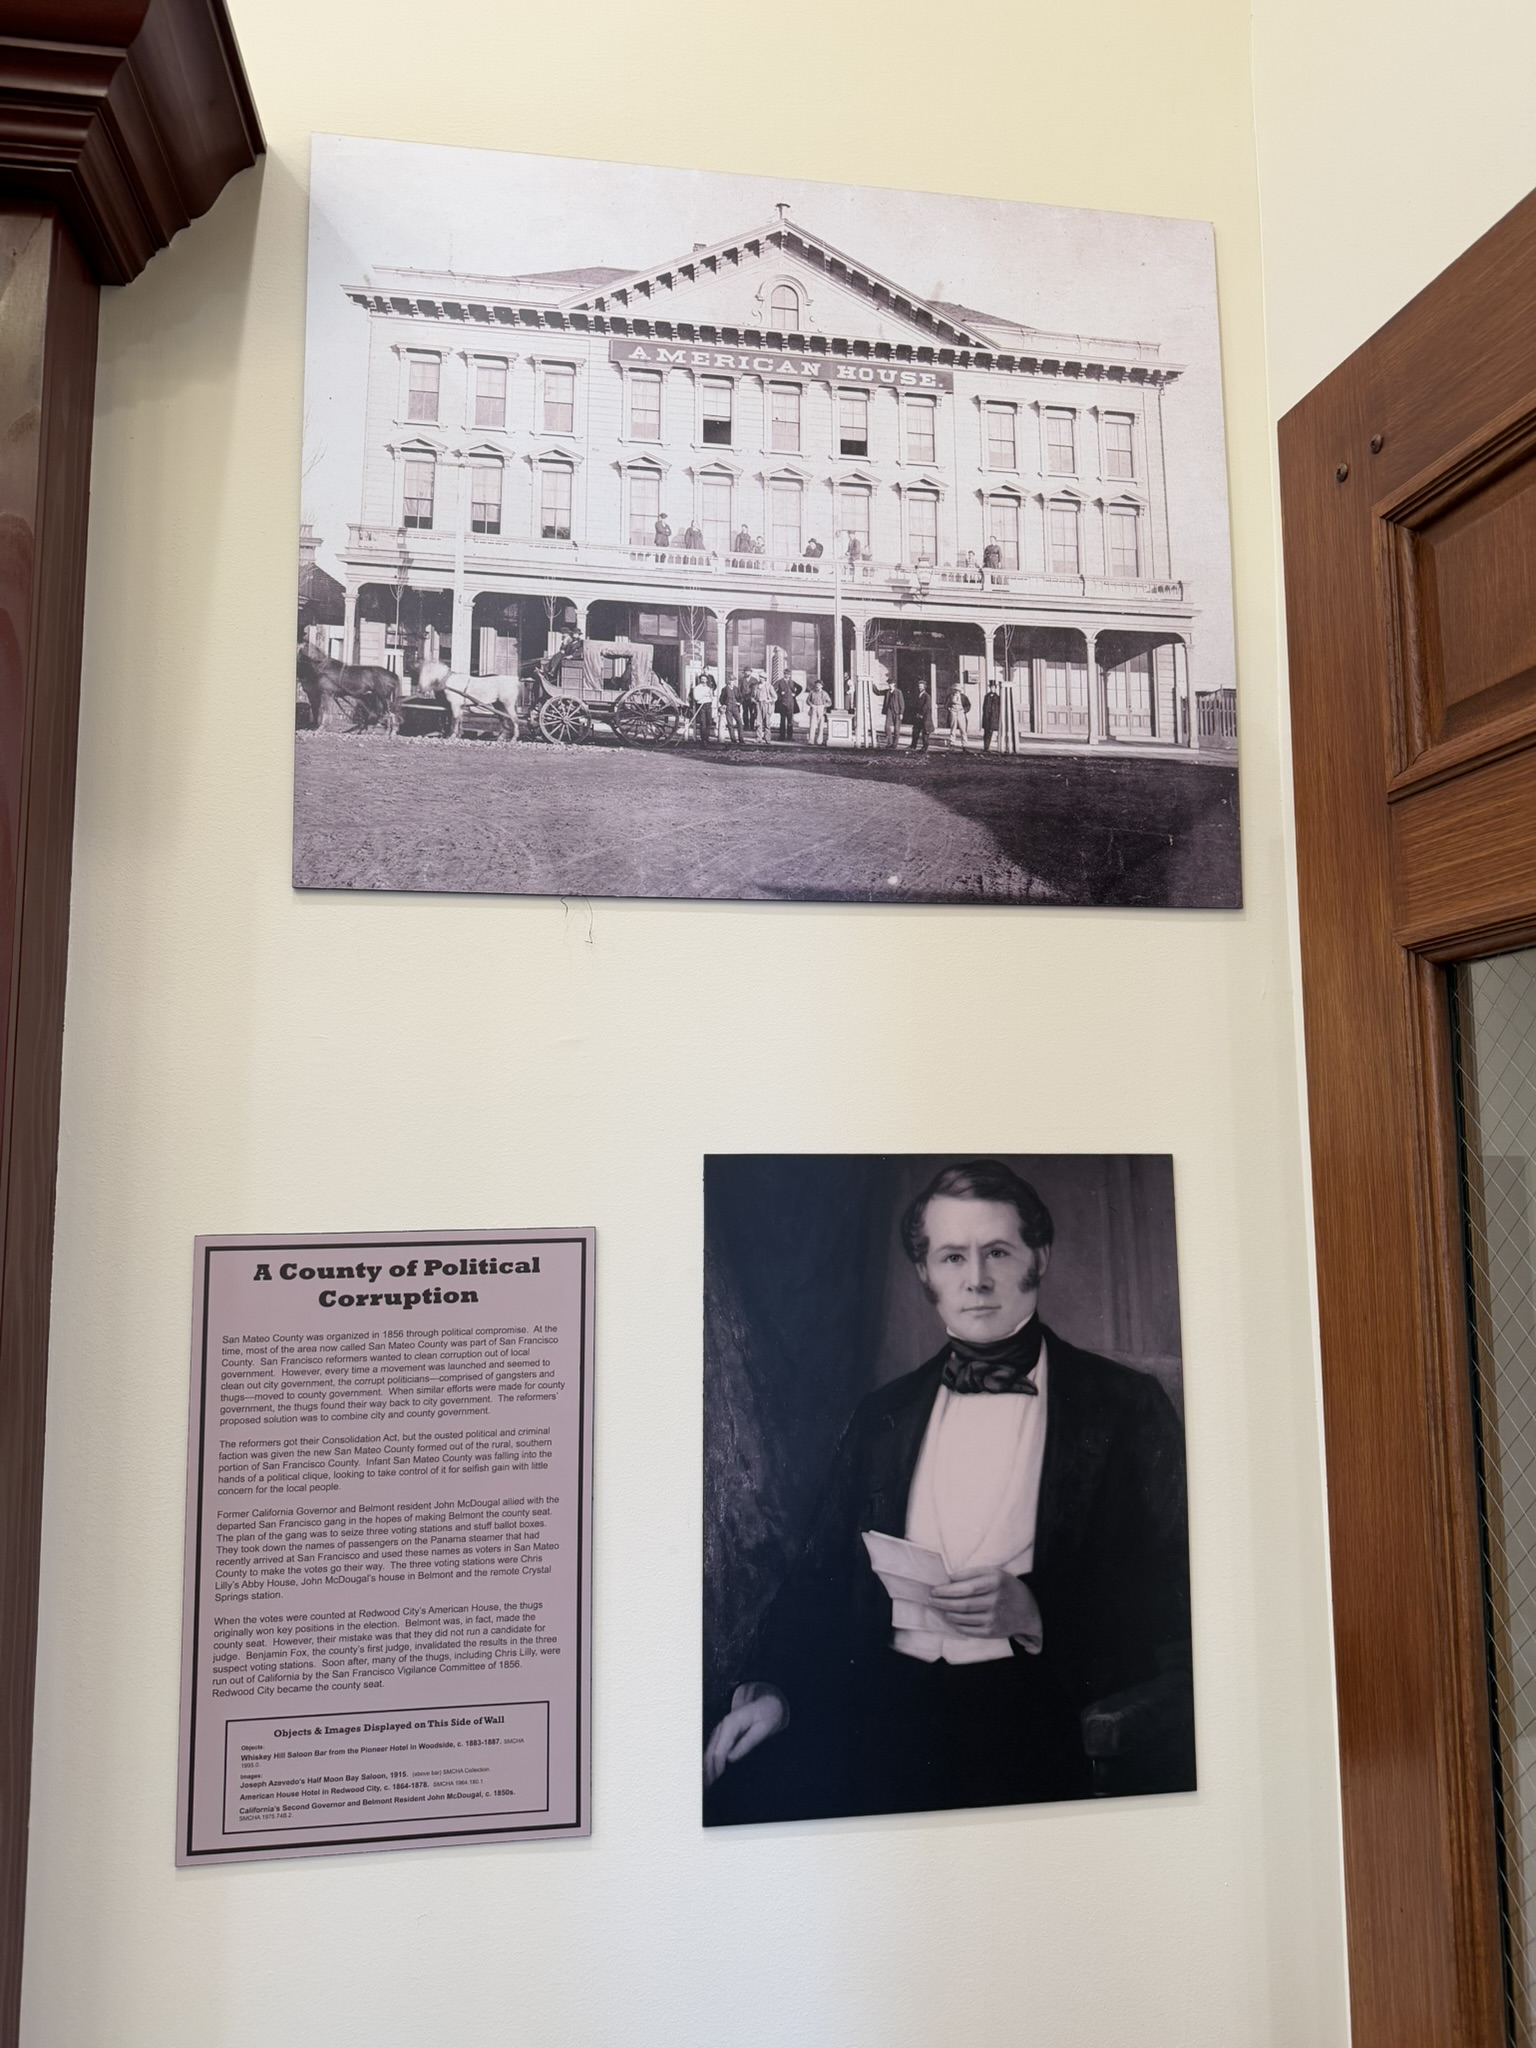 AMERICAN HOUSE.
A County of Political
Corruption
San Mateo County was organized in 1856 through political compromise. At the
time, most of the area now called San Mateo County was part of San Francisco
County. San Francisco reformers wanted to clean corruption out of local
government. However, every time a movement was launched and seemed to
clean out city government, the corrupt politicians—comprised of gangsters and
thugs—moved to county government. When similar efforts were made for county
government, the thugs found their way back to city government. The reformers'
proposed solution was to combine city and county government.
The reformers got their Consolidation Act, but the ousted political and criminal
faction was given the new San Mateo County formed out of the rural, southern
portion of San Francisco County. Infant San Mateo County was falling into the
hands of a political clique, looking to take control of it for selfish gain with little
concern for the local people.
Former California Governor and Belmont resident John McDougal allied with the
departed San Francisco gang in the hopes of making Belmont the county seat.
The plan of the gang was to seize three voting stations and stuff ballot boxes.
They took down the names of passengers on the Panama steamer that had
recently arrived at San Francisco and used these names as voters in San Mateo
County to make the votes go their way. The three voting stations were Chris
Lilly's Abby House, John McDougal's house in Belmont and the remote Crystal
Springs station.
When the votes were counted at Redwood City's American House, the thugs
originally won key positions in the election. Belmont was, in fact, made the
county seat. However, their mistake was that they did not run a candidate for
judge. Benjamin Fox, the county's first judge, invalidated the results in the three
suspect voting stations. Soon after, many of the thugs, including Chris Lilly, were
run out of California by the San Francisco Vigilance Committee of 1856.
Redwood City became the county seat.
Objects & Images Displayed on This Side of Wall
Objects:
Whiskey Hill Saloon Bar from the Pioneer Hotel in Woodside, c. 1883-1887. SMCHA
Images:
Joseph Azevedo's Half Moon Bay Saloon, 1915. (above bar) SMCHA Collection
American House Hotel in Redwood City, c. 1864-1878. SMCHA 1964.180.1
California's Second Governor and Belmont Resident John McDougal, c. 1850s.
SMCHA 1975.74B.2